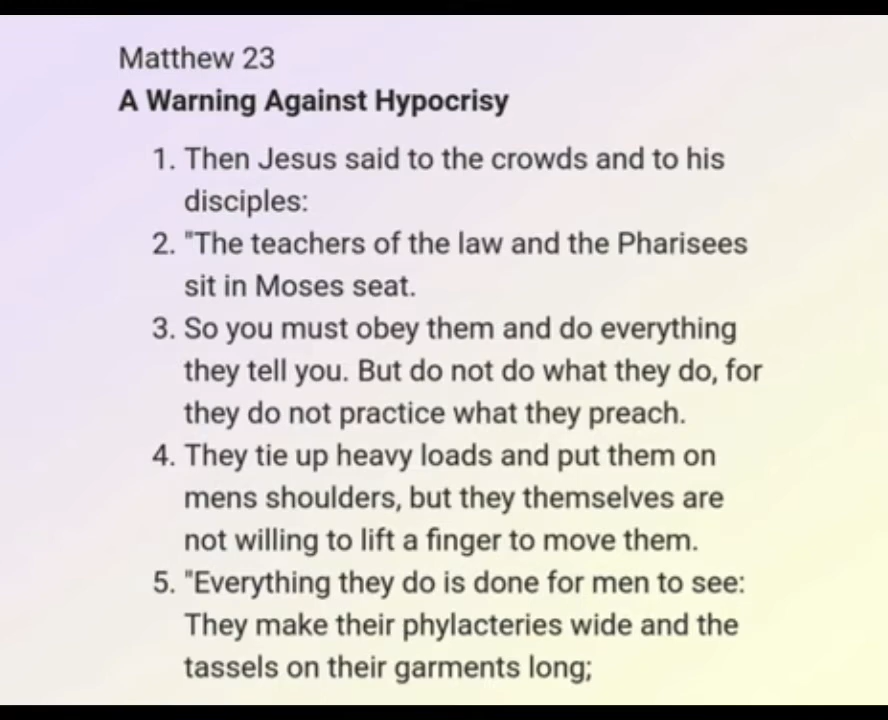 Matthew 23
A Warning Against Hypocrisy
1. Then Jesus said to the crowds and to his
disciples:
2. "The teachers of the law and the Pharisees
sit in Moses seat.
3. So you must obey them and do everything
they tell you. But do not do what they do, for
they do not practice what they preach.
4. They tie up heavy loads and put them on
mens shoulders, but they themselves are
not willing to lift a finger to move them.
5. "Everything they do is done for men to see:
They make their phylacteries wide and the
tassels on their garments long;